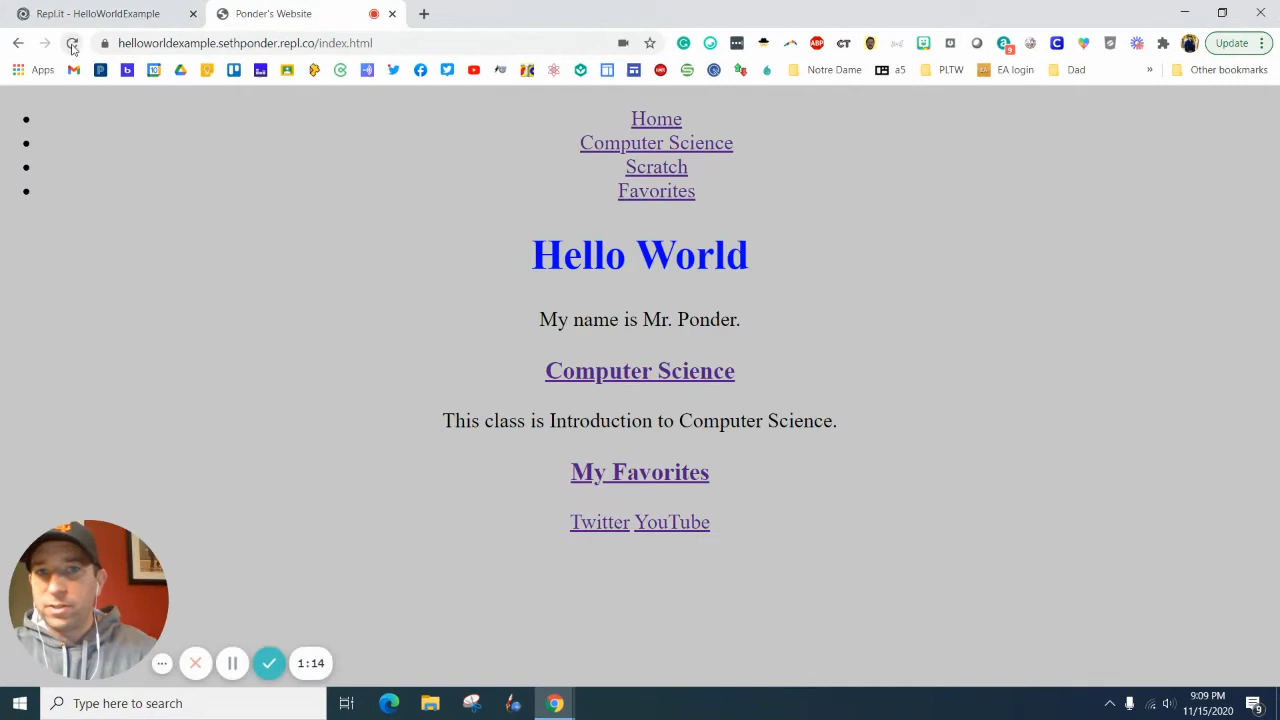 Repl.it - HelloWorldExample
Ponder's Website
helloworldexample.sethponder.repl.co/index.html
Update
Apps
Notre Dame
a5
PLTW
EA login
Dad
»
Other bookmarks
Home
Computer Science
Scratch
Favorites
Hello World
My name is Mr. Ponder.
Computer Science
This class is Introduction to Computer Science.
My Favorites
Twitter YouTube
1:14
Type here to search
9:09 PM
11/15/2020